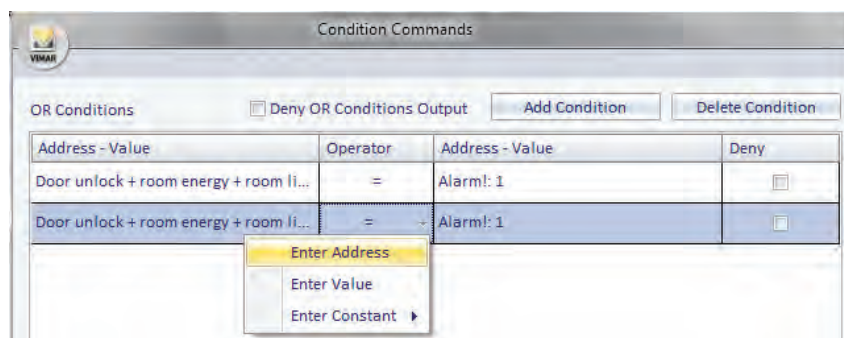 Condition Commands
VIMAR
OR Conditions Deny OR Conditions Output Add Condition Delete Condition
Address - Value Operator Address - Value Deny
Door unlock + room energy + room li... = Alarm!: 1
Door unlock + room energy + room li... = Alarm!: 1
Enter Address
Enter Value
Enter Constant